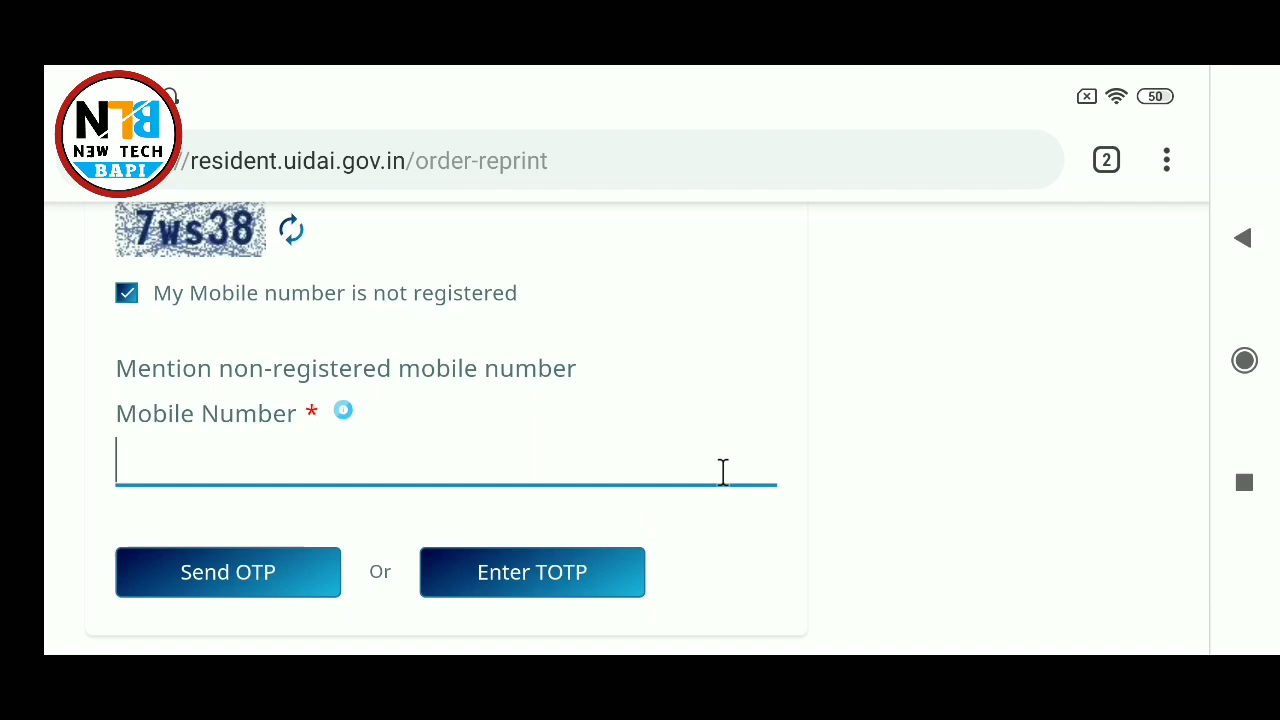 NTB
NEW TECH
BAPI
50
//resident.uidai.gov.in/order-reprint
2
7ws38
My Mobile number is not registered
Mention non-registered mobile number
Mobile Number *
Send OTP Or Enter TOTP